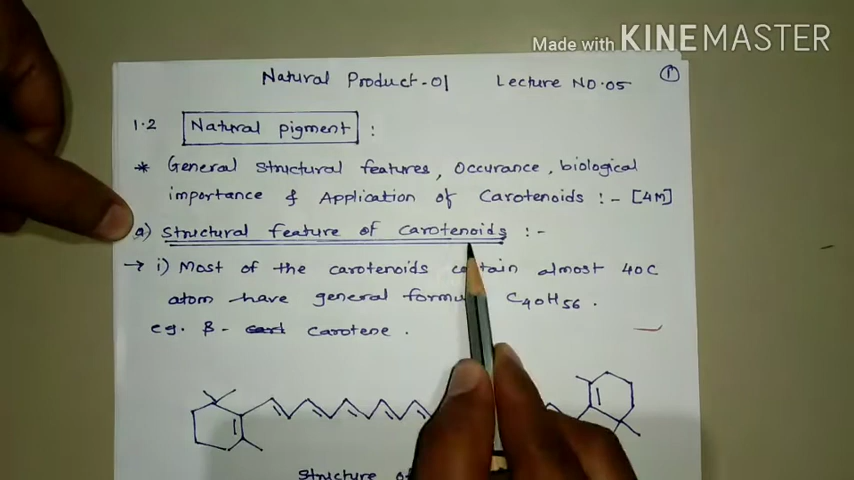 Made with KINEMASTER
Natural Product-01 Lecture No.05 1
1.2 Natural pigment :
* General structural features, Occurance, biological
importance & Application of Carotenoids :- [4M]
a) Structural feature of carotenoids :-
→ i) Most of the carotenoids contain almost 40C
atom have general C40H56.
eg. β- carotene.
Structure